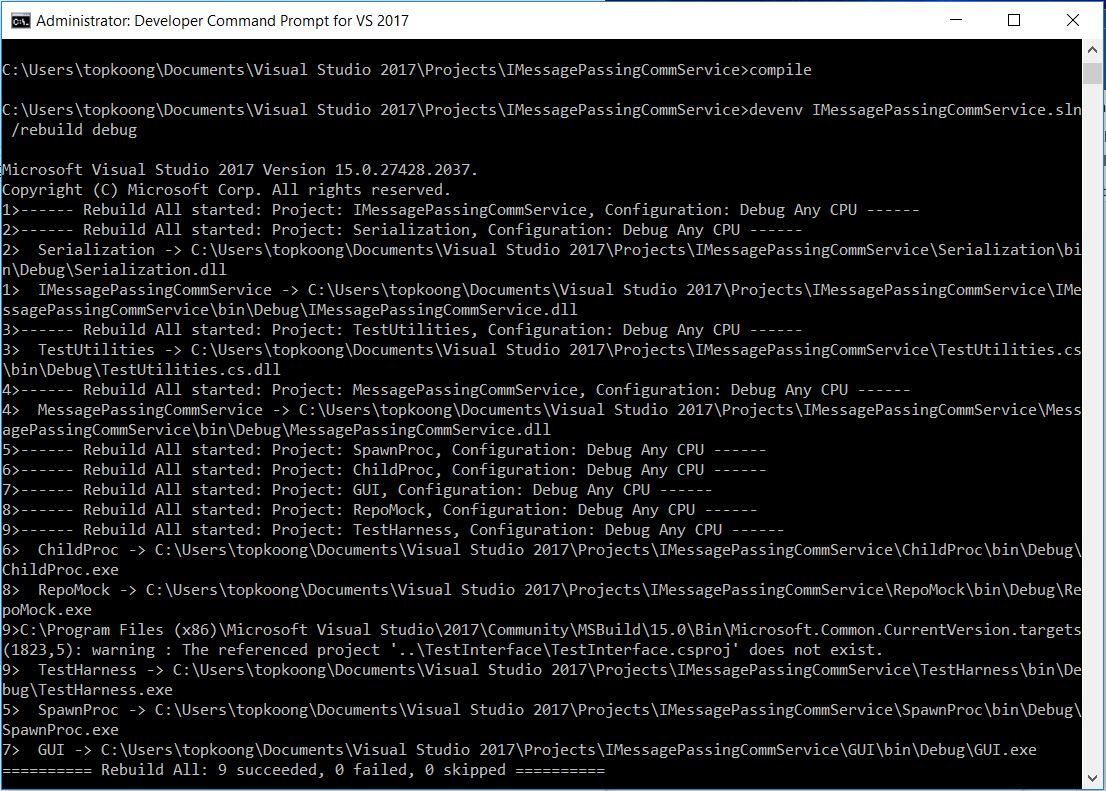 Administrator: Developer Command Prompt for VS 2017
C:\Users\topkoong\Documents\Visual Studio 2017\Projects\IMessagePassingCommService>compile
C:\Users\topkoong\Documents\Visual Studio 2017\Projects\IMessagePassingCommService>devenv IMessagePassingCommService.sln
 /rebuild debug
Microsoft Visual Studio 2017 Version 15.0.27428.2037.
Copyright (C) Microsoft Corp. All rights reserved.
1>------ Rebuild All started: Project: IMessagePassingCommService, Configuration: Debug Any CPU ------
2>------ Rebuild All started: Project: Serialization, Configuration: Debug Any CPU ------
2>  Serialization -> C:\Users\topkoong\Documents\Visual Studio 2017\Projects\IMessagePassingCommService\Serialization\bi
n\Debug\Serialization.dll
1>  IMessagePassingCommService -> C:\Users\topkoong\Documents\Visual Studio 2017\Projects\IMessagePassingCommService\IMe
ssagePassingCommService\bin\Debug\IMessagePassingCommService.dll
3>------ Rebuild All started: Project: TestUtilities, Configuration: Debug Any CPU ------
3>  TestUtilities -> C:\Users\topkoong\Documents\Visual Studio 2017\Projects\IMessagePassingCommService\TestUtilities.cs
\bin\Debug\TestUtilities.cs.dll
4>------ Rebuild All started: Project: MessagePassingCommService, Configuration: Debug Any CPU ------
4>  MessagePassingCommService -> C:\Users\topkoong\Documents\Visual Studio 2017\Projects\IMessagePassingCommService\Mess
agePassingCommService\bin\Debug\MessagePassingCommService.dll
5>------ Rebuild All started: Project: SpawnProc, Configuration: Debug Any CPU ------
6>------ Rebuild All started: Project: ChildProc, Configuration: Debug Any CPU ------
7>------ Rebuild All started: Project: GUI, Configuration: Debug Any CPU ------
8>------ Rebuild All started: Project: RepoMock, Configuration: Debug Any CPU ------
9>------ Rebuild All started: Project: TestHarness, Configuration: Debug Any CPU ------
6>  ChildProc -> C:\Users\topkoong\Documents\Visual Studio 2017\Projects\IMessagePassingCommService\ChildProc\bin\Debug\
ChildProc.exe
8>  RepoMock -> C:\Users\topkoong\Documents\Visual Studio 2017\Projects\IMessagePassingCommService\RepoMock\bin\Debug\Re
poMock.exe
9>C:\Program Files (x86)\Microsoft Visual Studio\2017\Community\MSBuild\15.0\Bin\Microsoft.Common.CurrentVersion.targets
(1823,5): warning : The referenced project '..\TestInterface\TestInterface.csproj' does not exist.
9>  TestHarness -> C:\Users\topkoong\Documents\Visual Studio 2017\Projects\IMessagePassingCommService\TestHarness\bin\De
bug\TestHarness.exe
5>  SpawnProc -> C:\Users\topkoong\Documents\Visual Studio 2017\Projects\IMessagePassingCommService\SpawnProc\bin\Debug\
SpawnProc.exe
7>  GUI -> C:\Users\topkoong\Documents\Visual Studio 2017\Projects\IMessagePassingCommService\GUI\bin\Debug\GUI.exe
========== Rebuild All: 9 succeeded, 0 failed, 0 skipped ==========